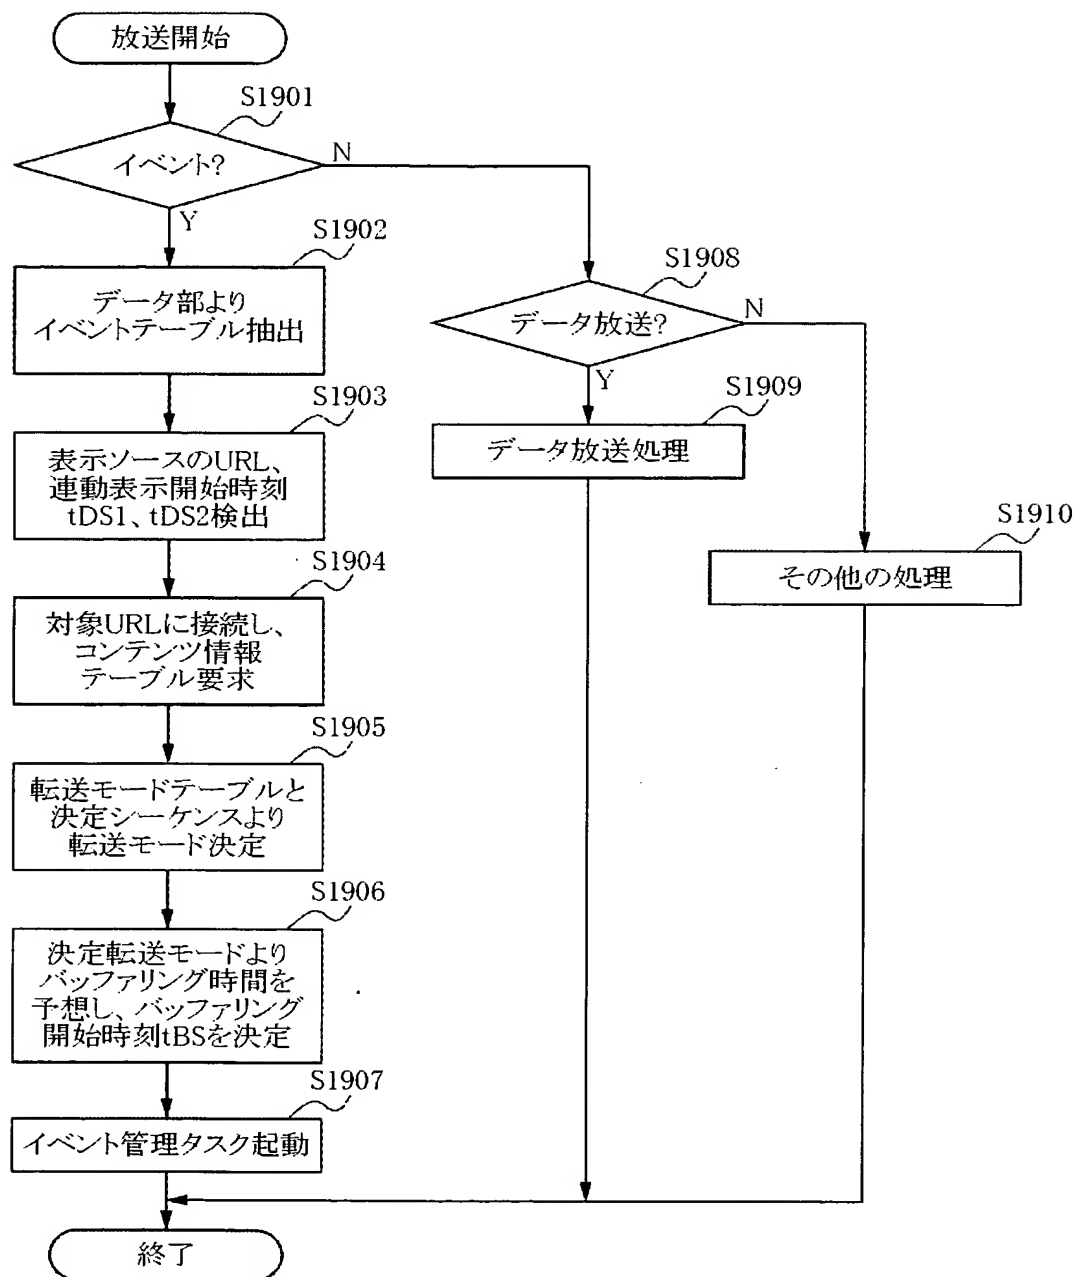 放送開始
S1901
イベント?
N
Y
S1902
データ部より
イベントテーブル抽出
S1903
表示ソースのURL、
連動表示開始時刻
tDS1、tDS2検出
S1904
対象URLに接続し、
コンテンツ情報
テーブル要求
S1905
転送モードテーブルと
決定シーケンスより
転送モード決定
S1906
決定転送モードより
バッファリング時間を
予想し、バッファリング
開始時刻tBSを決定
S1907
イベント管理タスク起動
終了
S1908
データ放送?
N
Y
S1909
データ放送処理
S1910
その他の処理